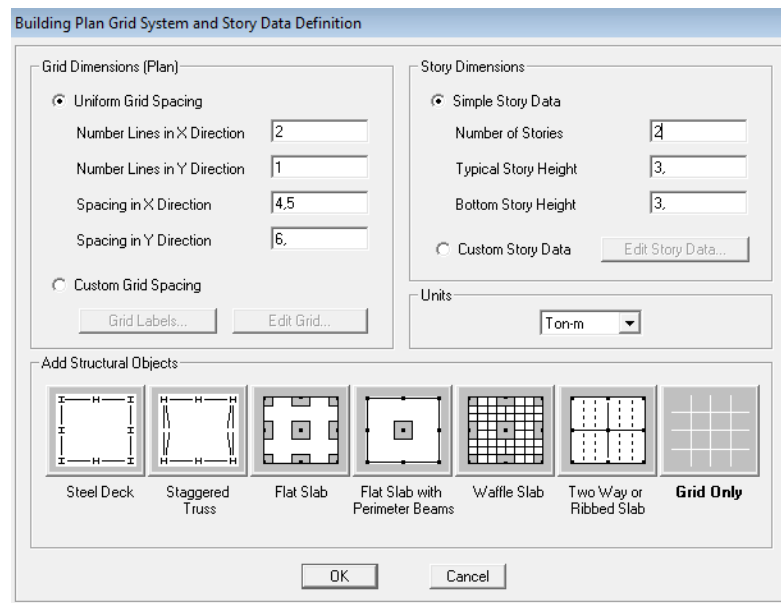 Building Plan Grid System and Story Data Definition
Grid Dimensions (Plan)
Uniform Grid Spacing
Number Lines in X Direction 2
Number Lines in Y Direction 1
Spacing in X Direction 4,5
Spacing in Y Direction 6,
Custom Grid Spacing
Grid Labels... Edit Grid...
Story Dimensions
Simple Story Data
Number of Stories 2
Typical Story Height 3,
Bottom Story Height 3,
Custom Story Data Edit Story Data...
Units
Ton-m
Add Structural Objects
Steel Deck
Staggered
Truss
Flat Slab
Flat Slab with
Perimeter Beams
Waffle Slab
Two Way or
Ribbed Slab
Grid Only
OK Cancel